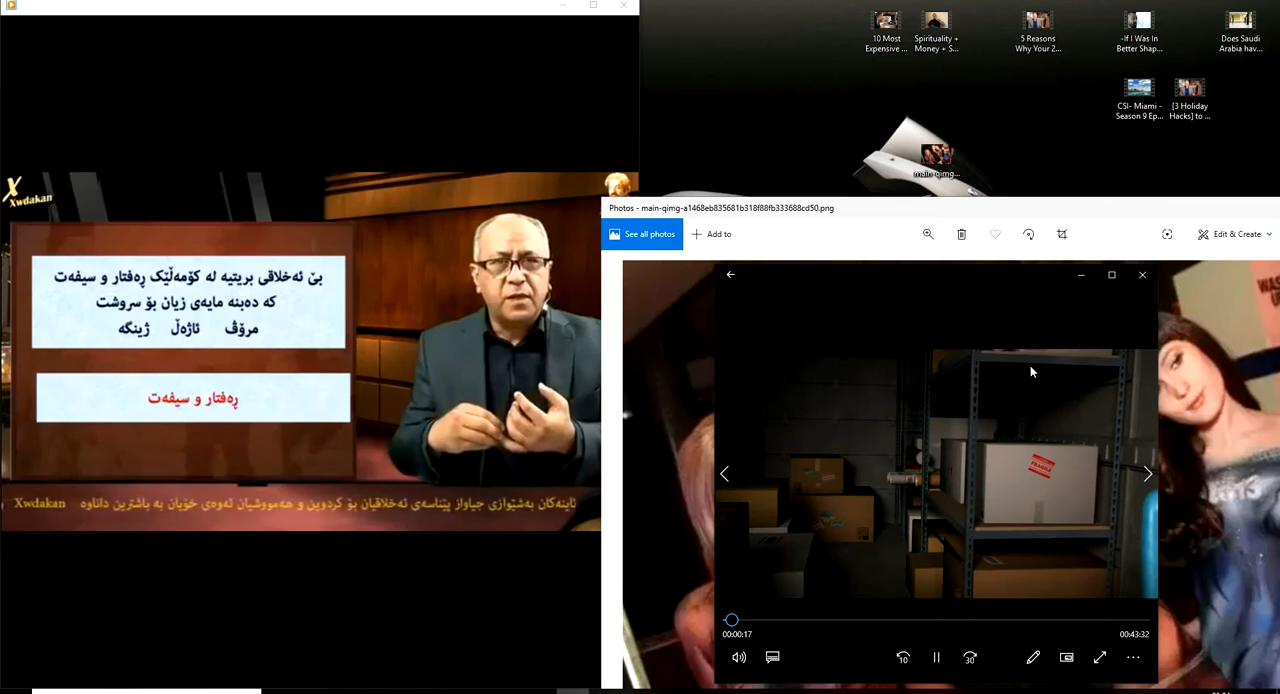 10 Most
Expensive ...
Spirituality +
Money + S...
5 Reasons
Why Your 2...
-If I Was In
Better Shap...
Does Saudi
Arabia hav...
CSI- Miami -
Season 9 Ep...
[3 Holiday
Hacks] to ...
main-qimg...
X
Xwdakan
بێ ئەخلاقی بریتیە لە کۆمەڵێک ڕەفتار و سیفەت
کە دەبنە مایەی زیان بۆ سروشت
مرۆڤ ئاژەڵ ژینگە
ڕەفتار و سیفەت
ئاینەکان بەشێوازی جیاواز پێناسەی ئەخلاقیان بۆ کردوین و هەمووشیان ئەوەی خۆیان بە باشترین داناوە Xwdakan
Photos - main-qimg-a1468eb835681b318f88fb333688cd50.png
See all photos
Add to
Edit & Create
FRAGILE
00:00:17
00:43:32
10
30